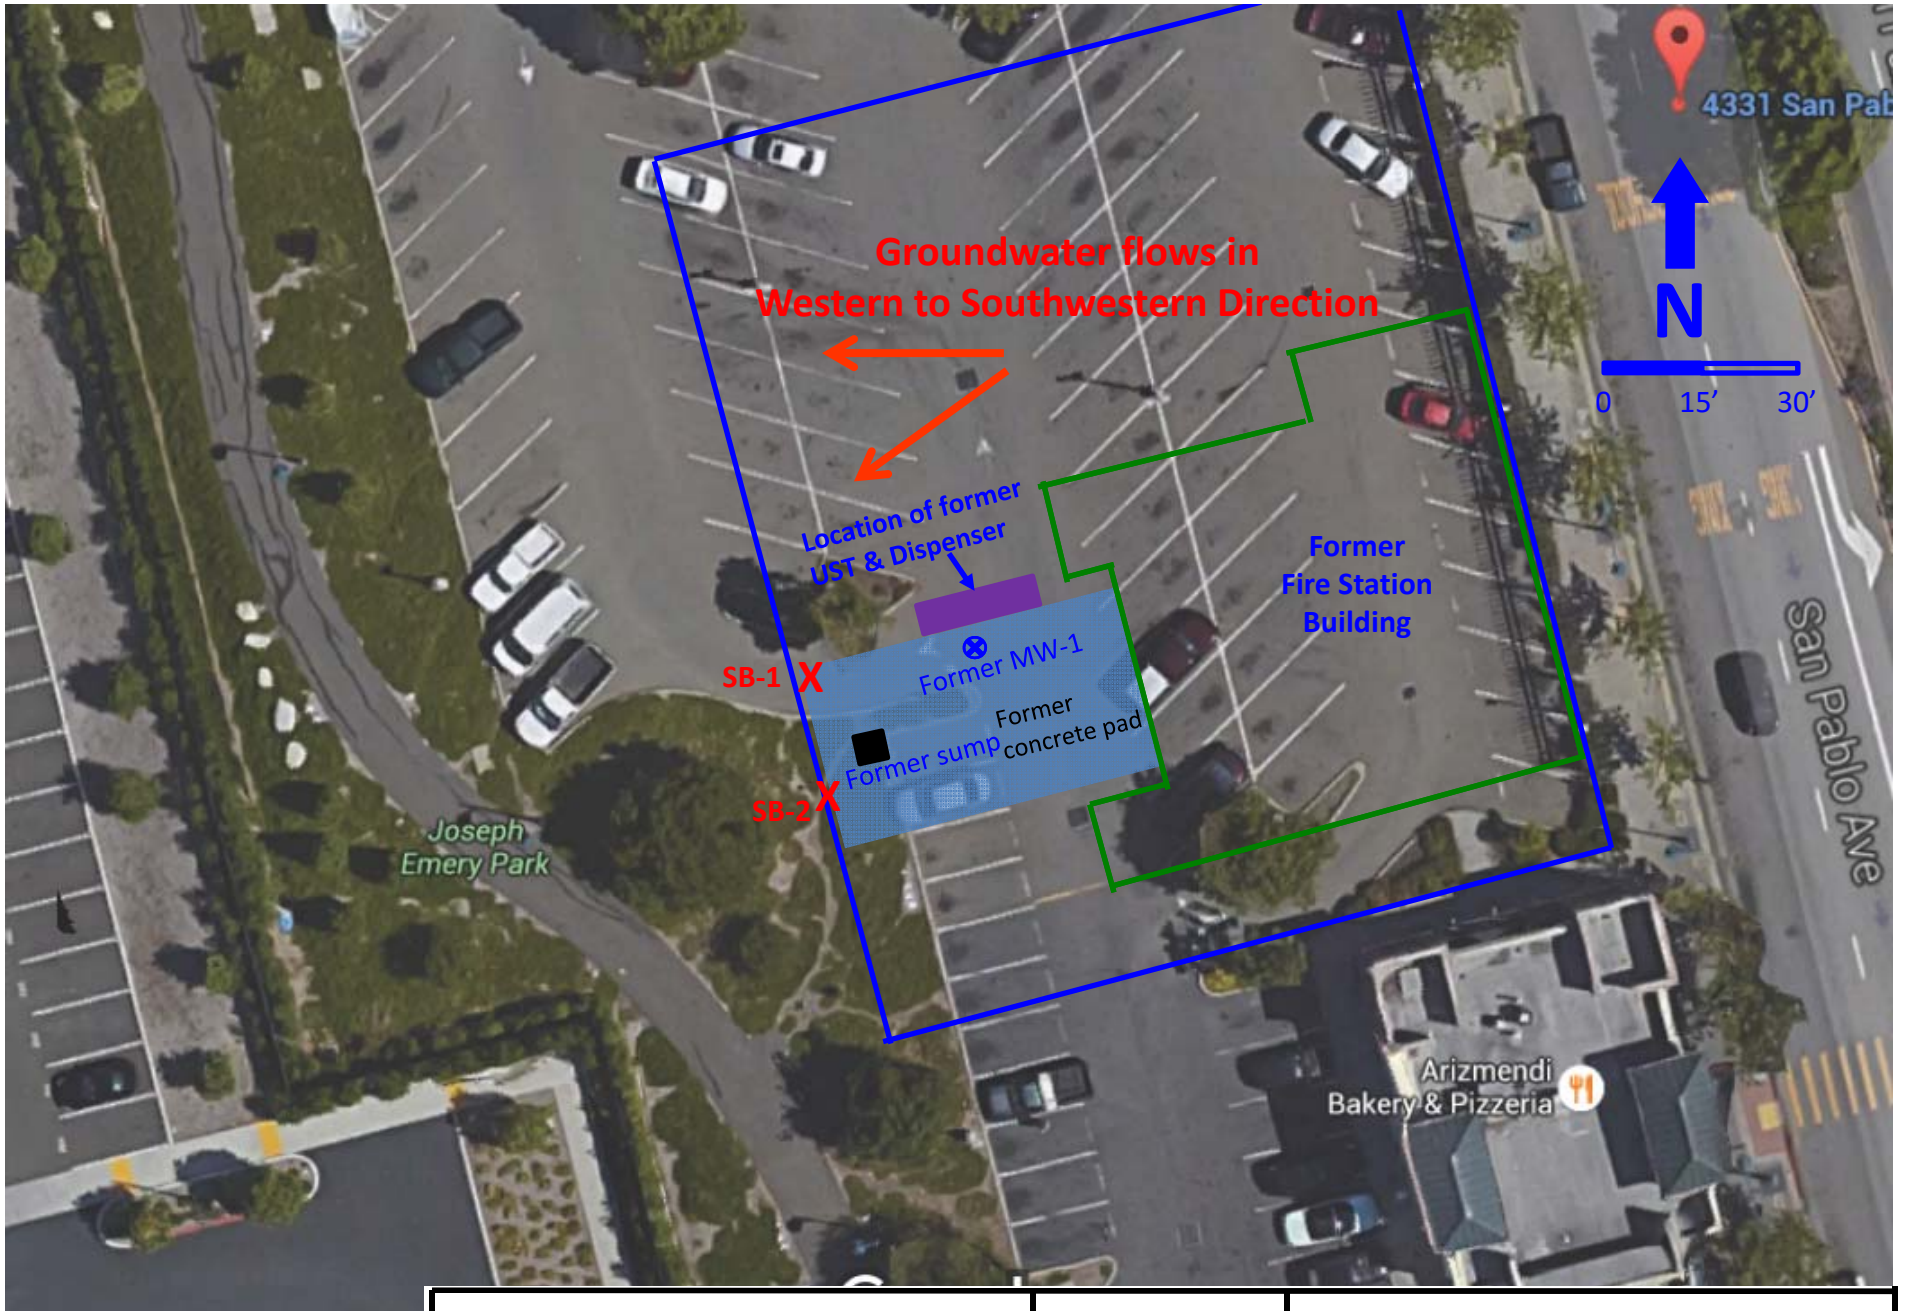 4331 San Pab
Groundwater flows in
Western to Southwestern Direction
N
0 15’ 30’
Location of former
UST & Dispenser
Former
Fire Station
Building
SB-1
Former MW-1
Former
concrete pad
Former sump
SB-2
San Pablo Ave
Joseph
Emery Park
Arizmendi
Bakery & Pizzeria